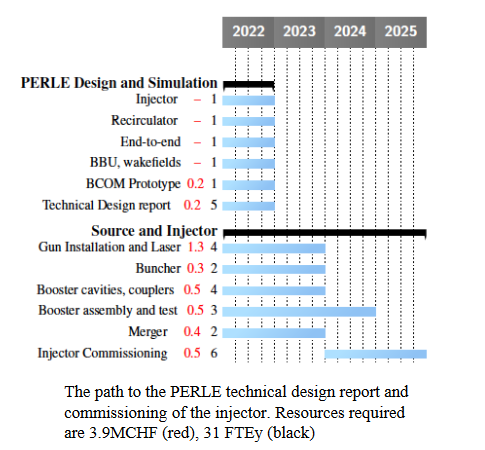 2022 2023 2024 2025
PERLE Design and Simulation
Injector – 1
Recirculator – 1
End-to-end – 1
BBU, wakefields – 1
BCOM Prototype 0.2 1
Technical Design report 0.2 5
Source and Injector
Gun Installation and Laser 1.3 4
Buncher 0.3 2
Booster cavities, couplers 0.5 4
Booster assembly and test 0.5 3
Merger 0.4 2
Injector Commissioning 0.5 6
The path to the PERLE technical design report and
commissioning of the injector. Resources required
are 3.9MCHF (red), 31 FTEy (black)